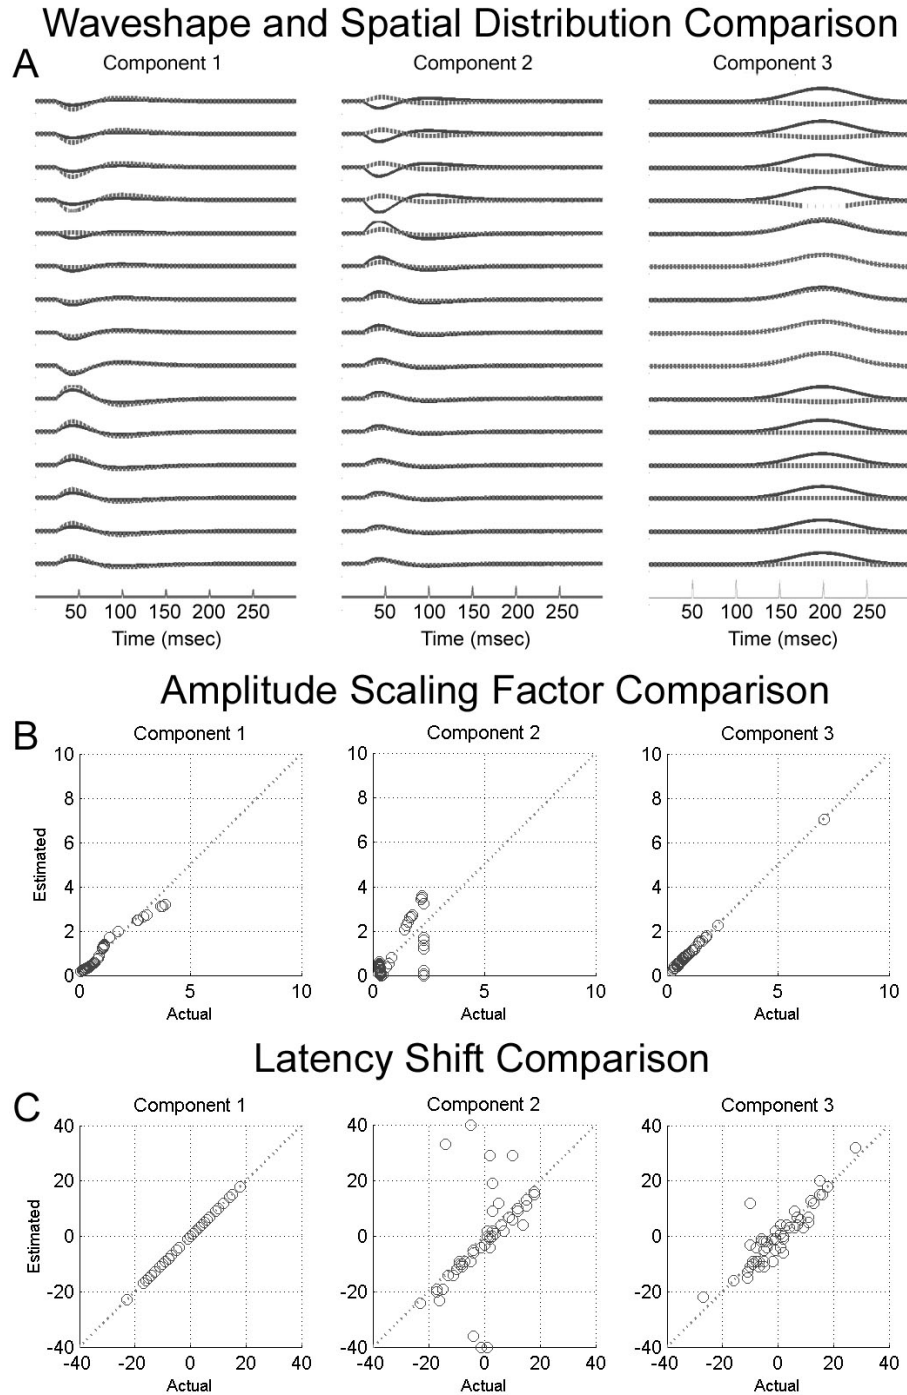 Waveshape and Spatial Distribution Comparison
A
Component 1 Component 2 Component 3
50 100 150 200 250 50 100 150 200 250 50 100 150 200 250
Time (msec) Time (msec) Time (msec)
Amplitude Scaling Factor Comparison
B
Component 1 Component 2 Component 3
10 10 10
8 8 8
6 6 6
Estimated
4 4 4
2 2 2
0 0 0
0 5 10 0 5 10 0 5 10
Actual Actual Actual
Latency Shift Comparison
C
Component 1 Component 2 Component 3
40 40 40
20 20 20
Estimated
0 0 0
-20 -20 -20
-40 -40 -40
-40 -20 0 20 40 -40 -20 0 20 40 -40 -20 0 20 40
Actual Actual Actual